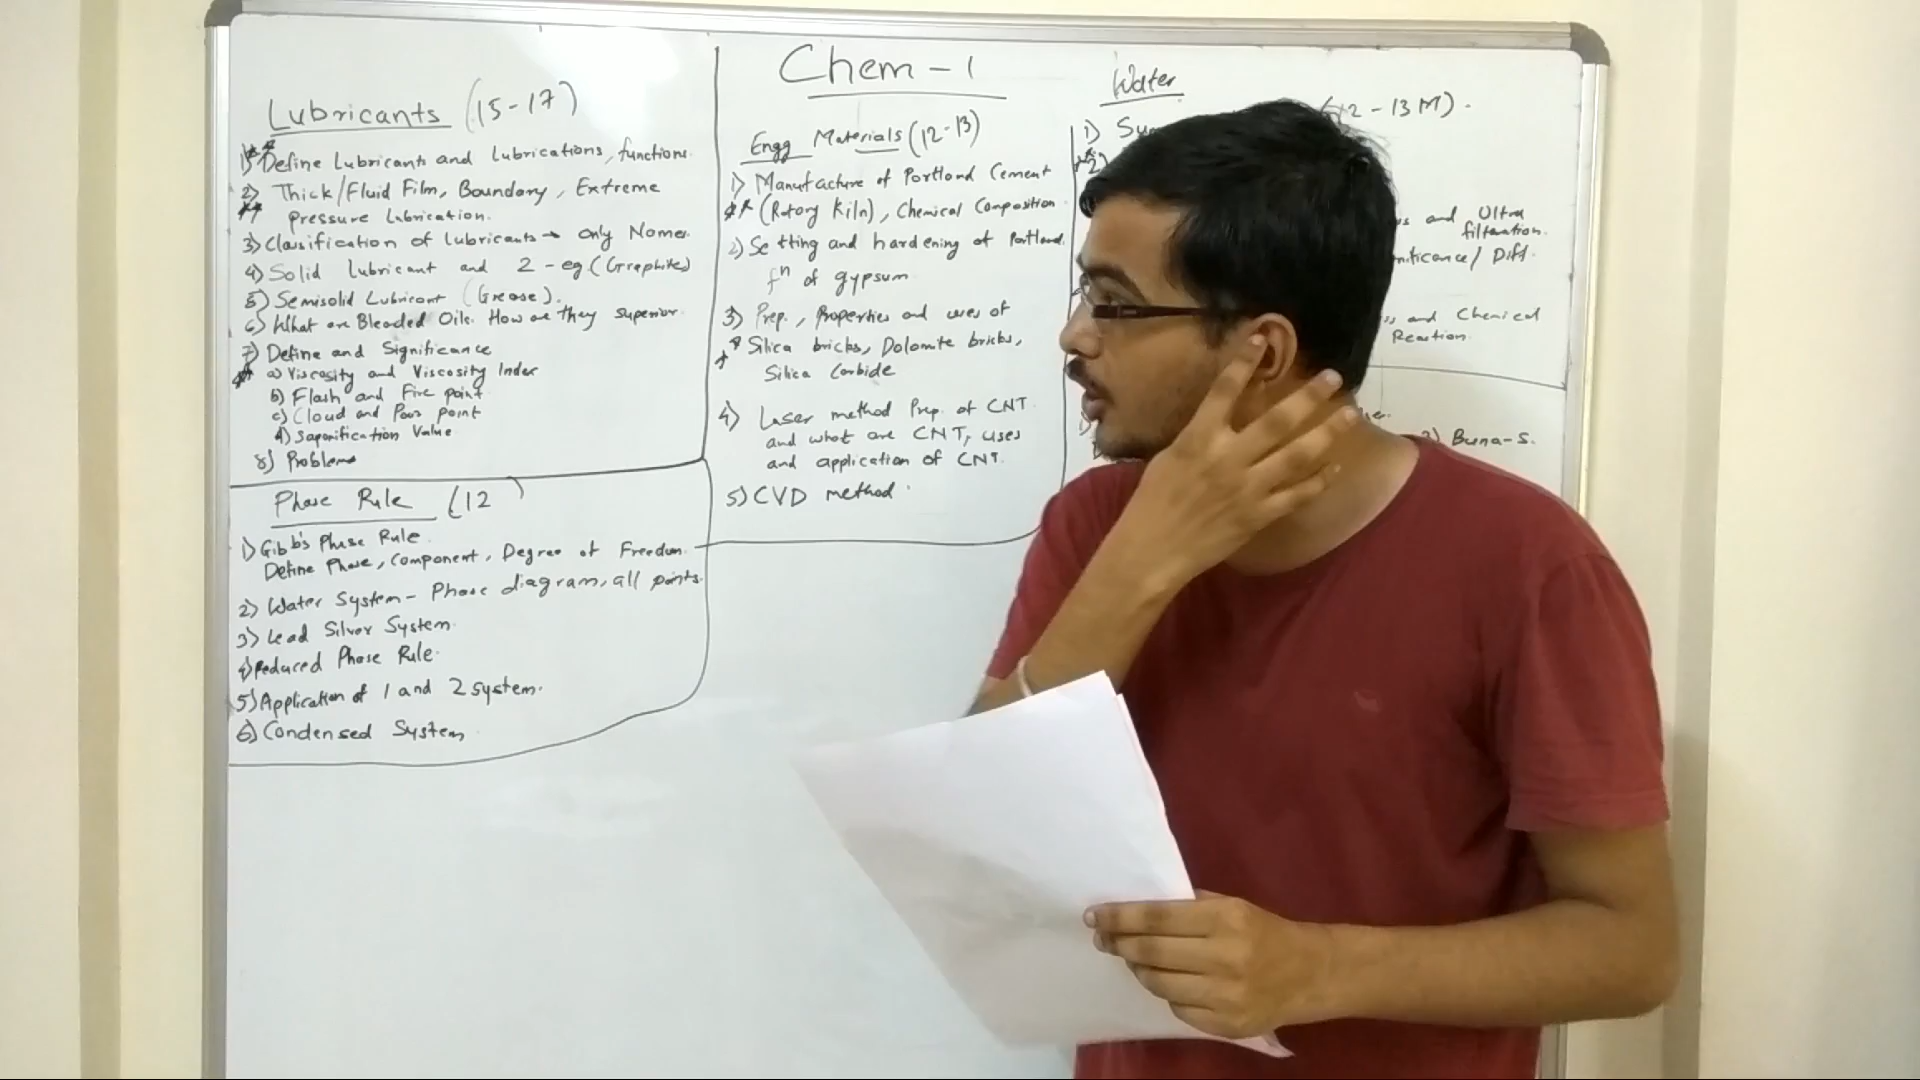 Chem - 1
Lubricants (15-17)
1) Define Lubricants and Lubrications, functions.
2) Thick/Fluid Film, Boundary, Extreme
pressure Lubrication.
3) Classification of lubricants → only Names.
4) Solid Lubricant and 2 - eg. (Graphite)
5) Semisolid Lubricant (Grease).
6) What are Blended Oils. How are they superior.
7) Define and Significance
a) Viscosity and Viscosity Index
b) Flash and Fire point
c) Cloud and Pour point
d) Saponification Value
8) Problems
Phase Rule (12)
1) Gibb's Phase Rule.
Define Phase, Component, Degree of Freedom.
2) Water System - Phase diagram, all points.
3) Lead Silver System.
4) Reduced Phase Rule.
5) Application of 1 and 2 system.
6) Condensed System
Engg Materials (12-13)
1) Manufacture of Portland Cement
(Rotory Kiln), Chemical Composition
2) Setting and hardening of Portland.
fⁿ of gypsum
3) Prep., Properties and uses of
Silica bricks, Dolomite bricks,
Silica Carbide
4) Laser method Prep. of CNT
and what are CNT, uses
and application of CNT.
5) CVD method.
Water
12 - 13 M).
1)
2)
and Ultra
filteration.
/ Diff.
and Chemical
Reaction.
3) Buna-S.